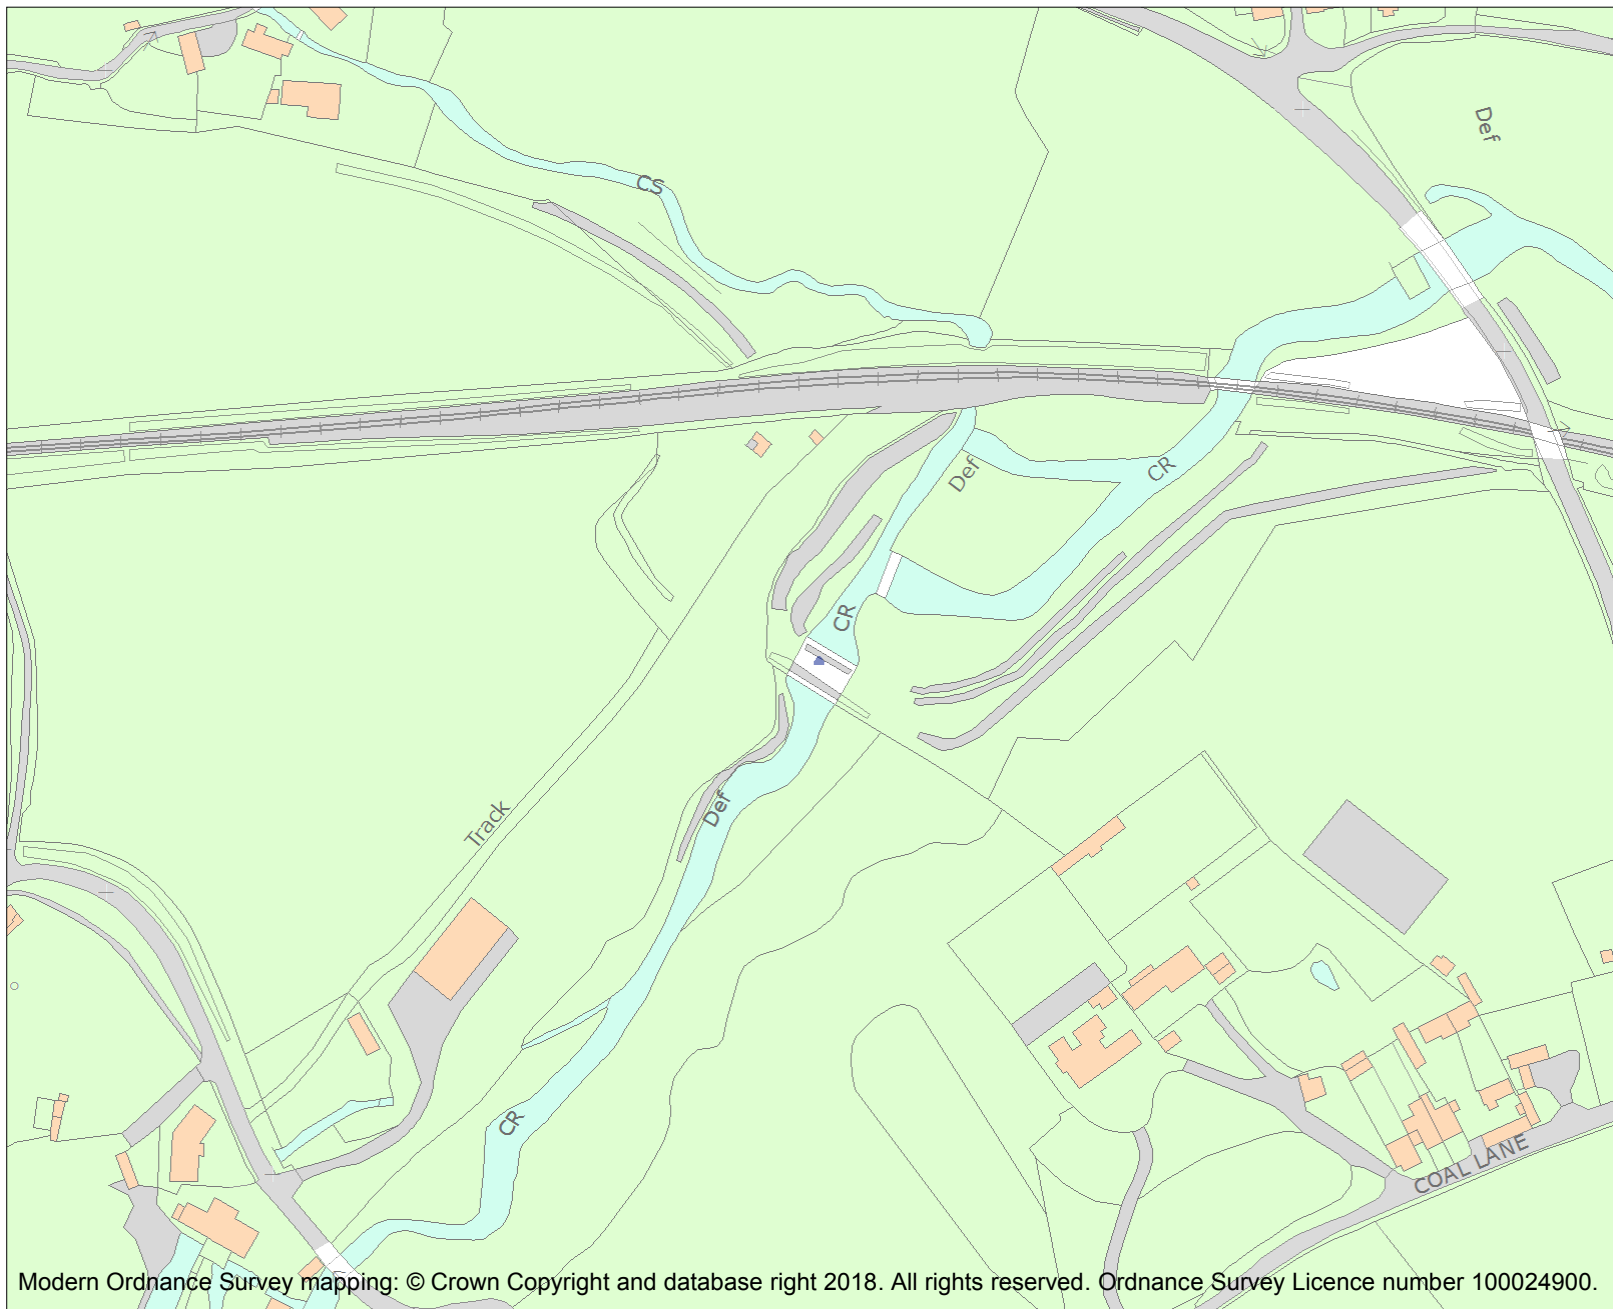 Def
CS
Def
CR
CR
Track
Def
CR
COAL LANE
Modern Ordnance Survey mapping: © Crown Copyright and database right 2018. All rights reserved. Ordnance Survey Licence number 100024900.